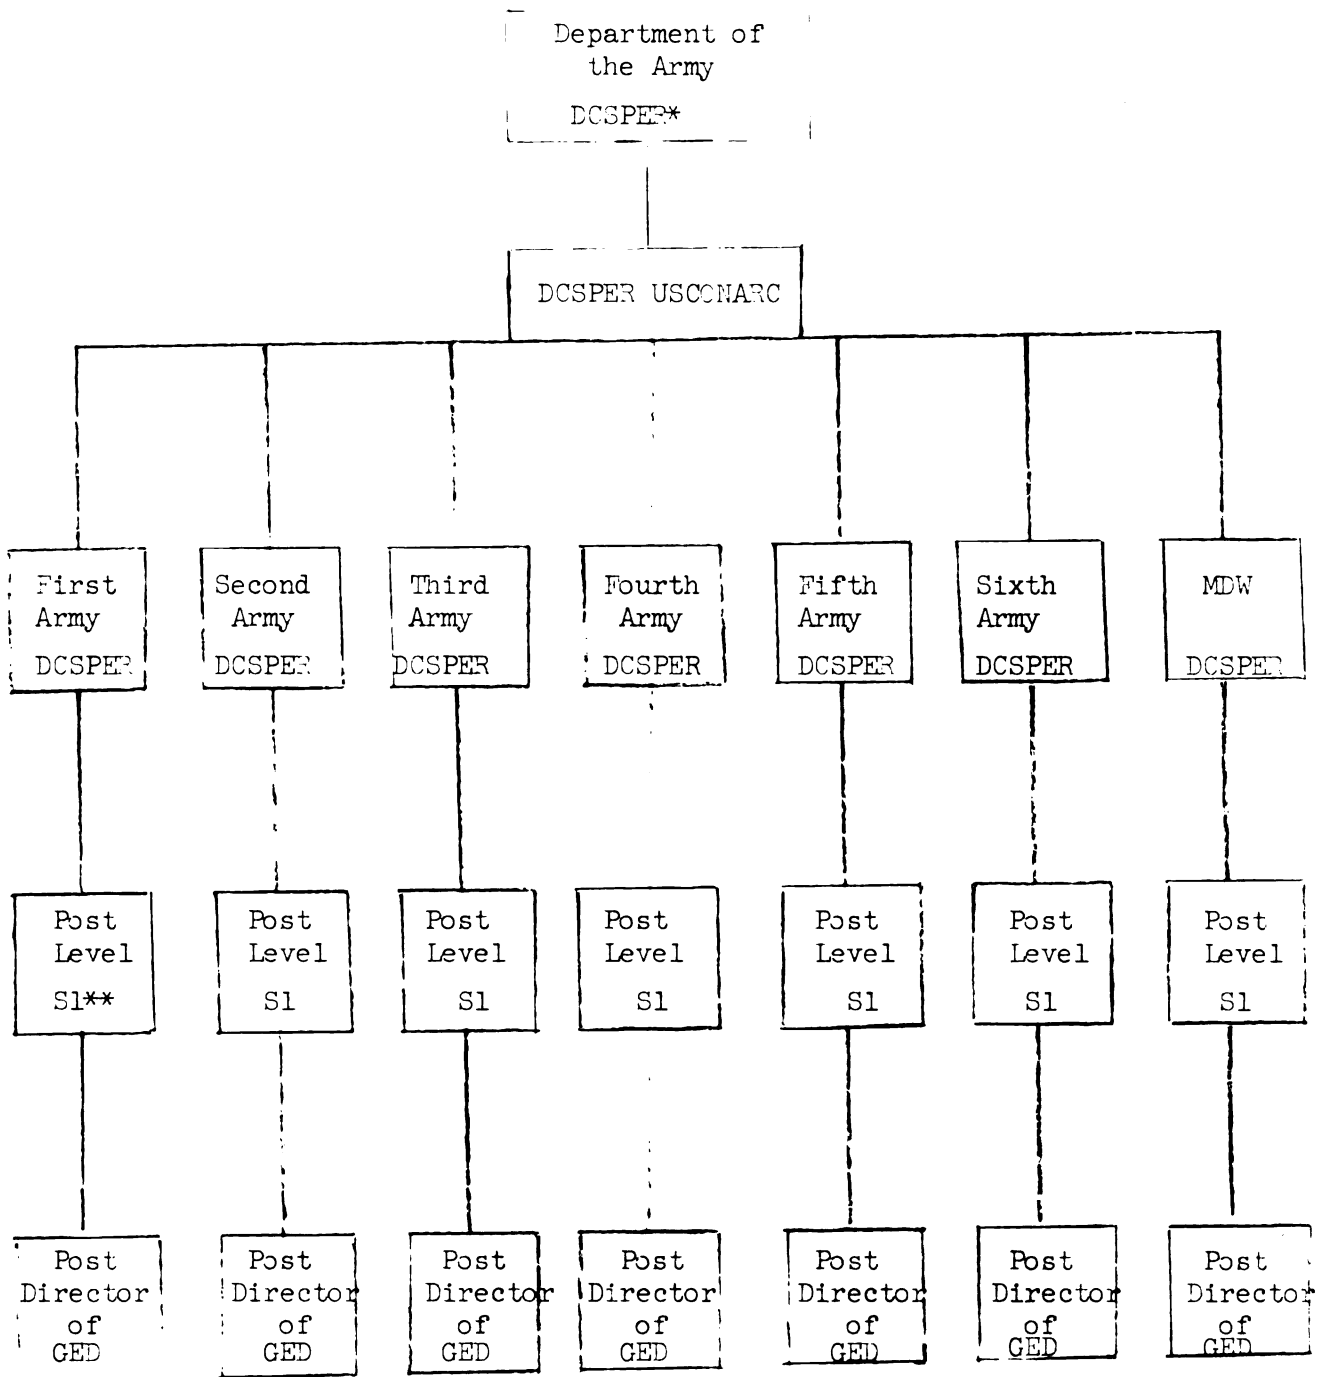 Department of
the Army
DCSPER*
DCSPER USCONARC
First
Army
DCSPER
Second
Army
DCSPER
Third
Army
DCSPER
Fourth
Army
DCSPER
Fifth
Army
DCSPER
Sixth
Army
DCSPER
MDW
DCSPER
Post
Level
S1**
Post
Level
S1
Post
Level
S1
Post
Level
S1
Post
Level
S1
Post
Level
S1
Post
Level
S1
Post
Director
of
GED
Post
Director
of
GED
Post
Director
of
GED
Post
Director
of
GED
Post
Director
of
GED
Post
Director
of
GED
Post
Director
of
GED